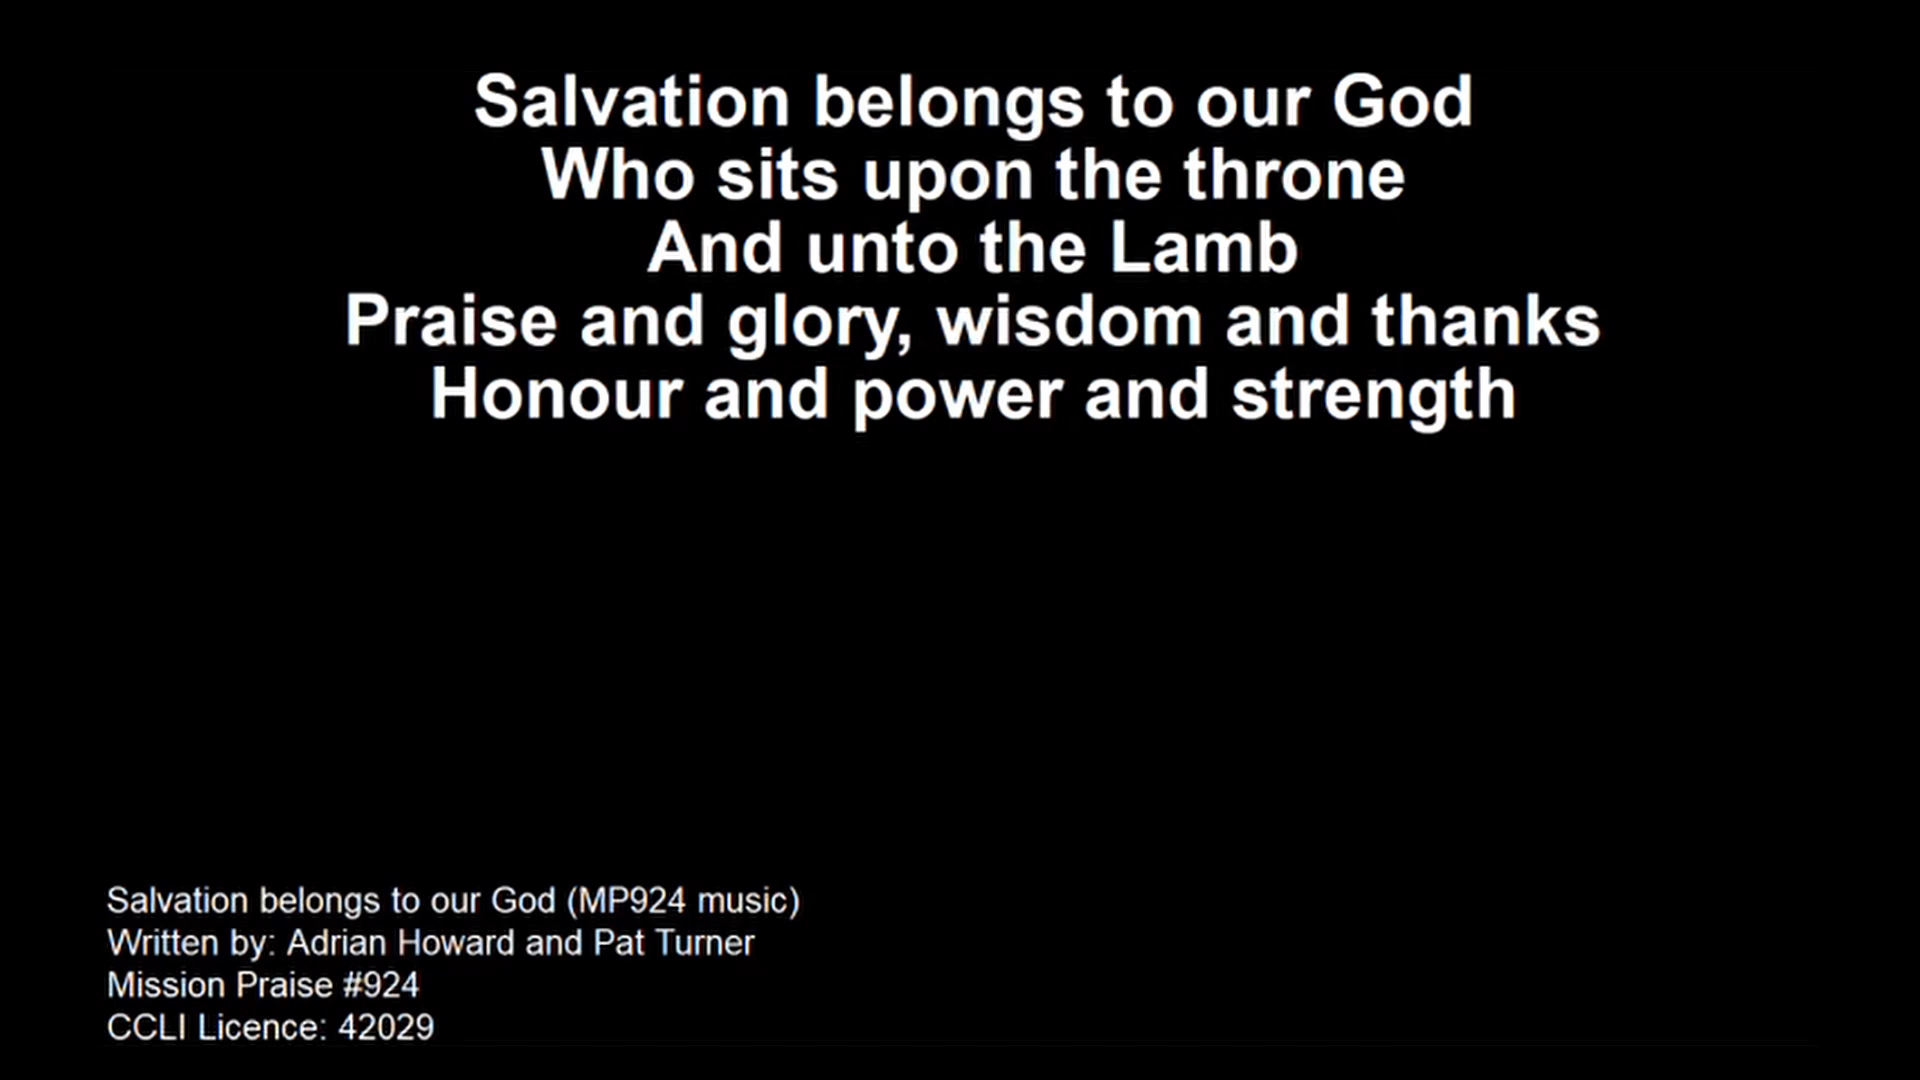 Salvation belongs to our God
Who sits upon the throne
And unto the Lamb
Praise and glory, wisdom and thanks
Honour and power and strength
Salvation belongs to our God (MP924 music)
Written by: Adrian Howard and Pat Turner
Mission Praise #924
CCLI Licence: 42029